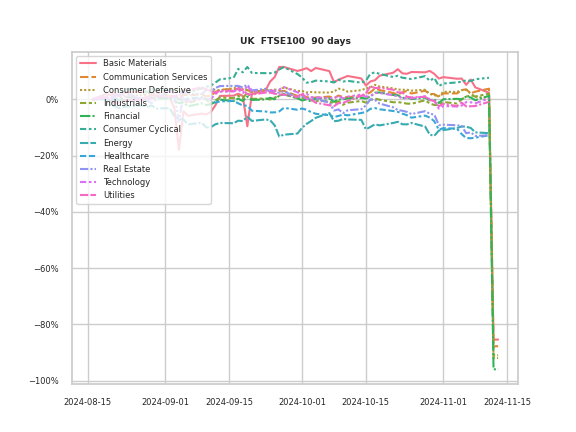 UK FTSE100 90 days
Basic Materials
Communication Services
Consumer Defensive
Industrials
Financial
Consumer Cyclical
Energy
Healthcare
Real Estate
Technology
Utilities
0%
−20%
−40%
−60%
−80%
−100%
2024-08-15 2024-09-01 2024-09-15 2024-10-01 2024-10-15 2024-11-01 2024-11-15